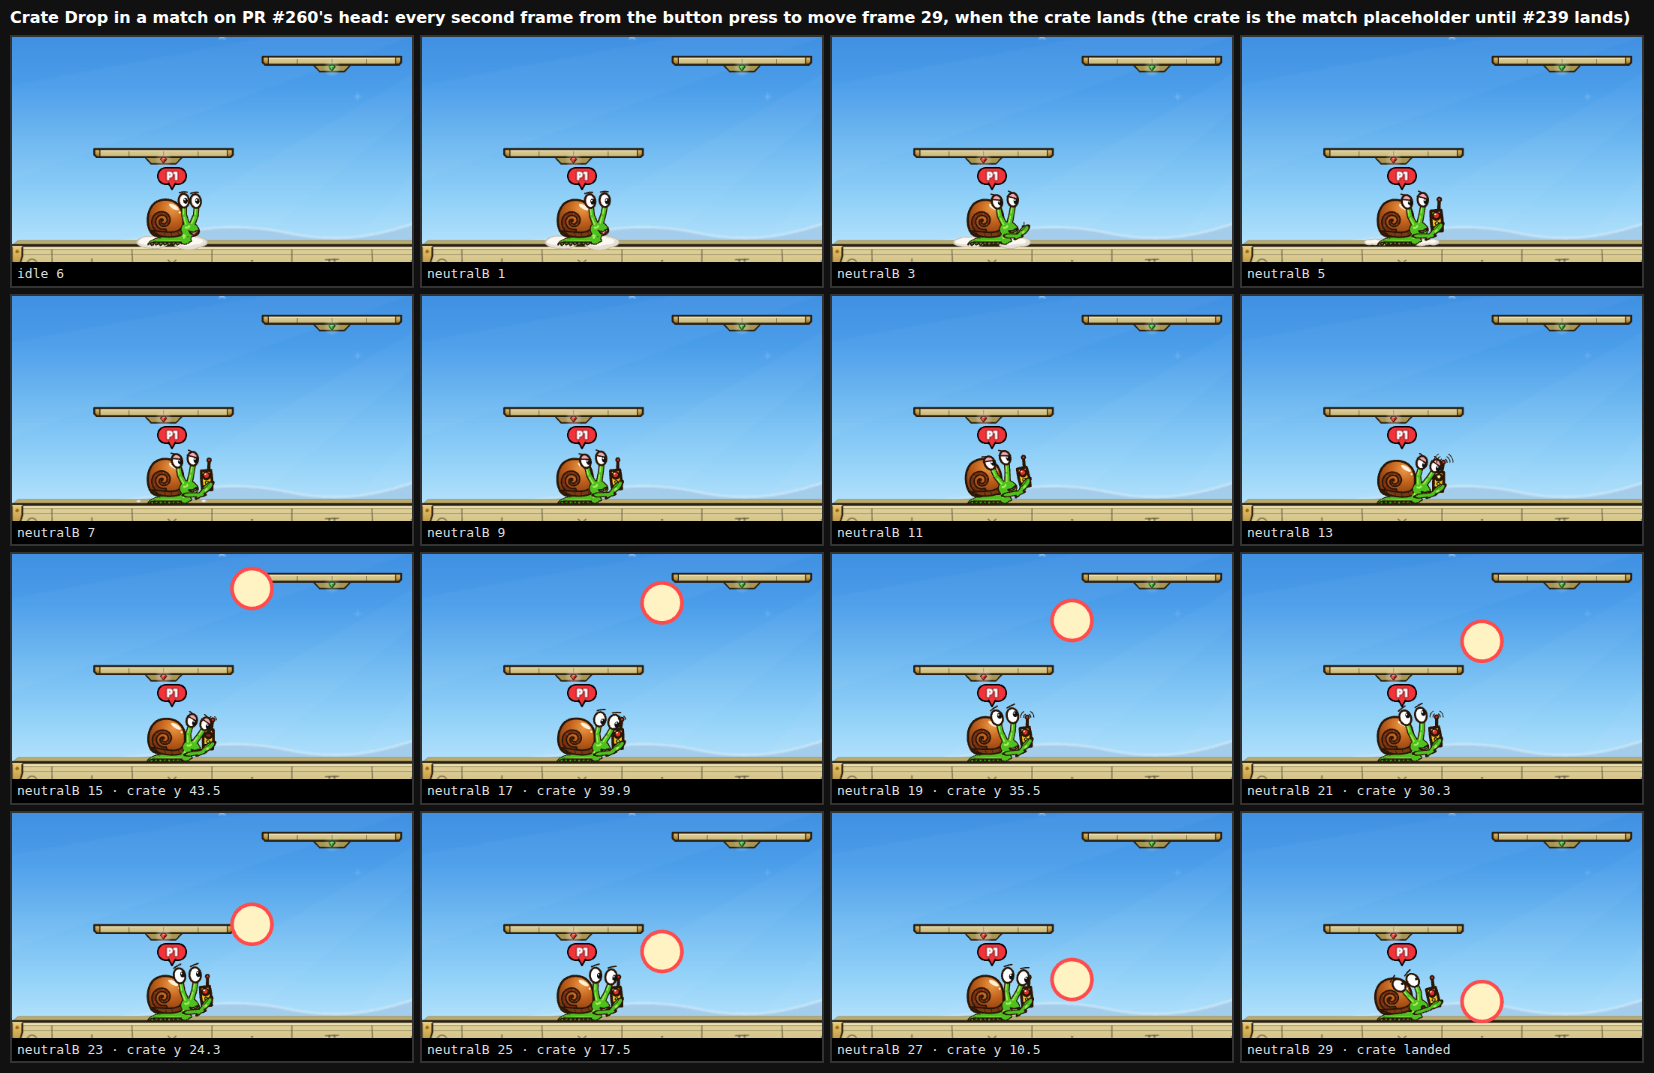 Crate Drop in a match on PR #260's head: every second frame from the button press to move frame 29, when the crate lands (the crate is the match placeholder until #239 lands)
P1
P1
P1
P1
idle 6
neutralB 1
neutralB 3
neutralB 5
P1
P1
P1
P1
neutralB 7
neutralB 9
neutralB 11
neutralB 13
P1
P1
P1
P1
neutralB 15 · crate y 43.5
neutralB 17 · crate y 39.9
neutralB 19 · crate y 35.5
neutralB 21 · crate y 30.3
P1
P1
P1
P1
neutralB 23 · crate y 24.3
neutralB 25 · crate y 17.5
neutralB 27 · crate y 10.5
neutralB 29 · crate landed